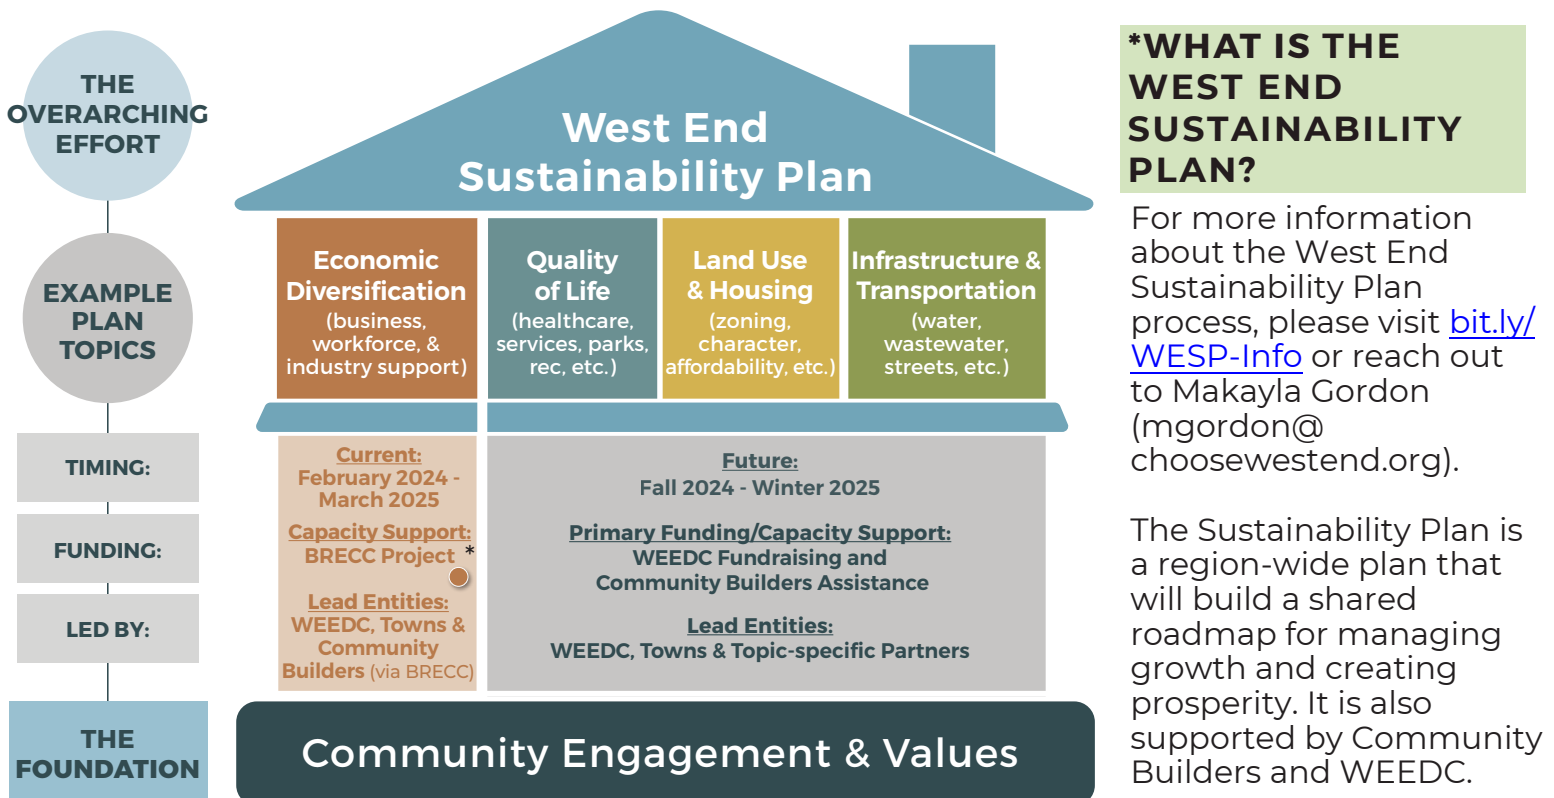 THE
OVERARCHING
EFFORT
West End
Sustainability Plan
EXAMPLE
PLAN
TOPICS
Economic
Diversification
(business,
workforce, &
industry support)
Quality
of Life
(healthcare,
services, parks,
rec, etc.)
Land Use
& Housing
(zoning,
character,
affordability, etc.)
Infrastructure &
Transportation
(water,
wastewater,
streets, etc.)
TIMING:
Current:
February 2024 -
March 2025
Future:
Fall 2024 - Winter 2025
FUNDING:
Capacity Support:
BRECC Project *
Primary Funding/Capacity Support:
WEEDC Fundraising and
Community Builders Assistance
LED BY:
Lead Entities:
WEEDC, Towns &
Community
Builders (via BRECC)
Lead Entities:
WEEDC, Towns & Topic-specific Partners
THE
FOUNDATION
Community Engagement & Values
*WHAT IS THE
WEST END
SUSTAINABILITY
PLAN?
For more information
about the West End
Sustainability Plan
process, please visit bit.ly/
WESP-Info or reach out
to Makayla Gordon
(mgordon@
choosewestend.org).
The Sustainability Plan is
a region-wide plan that
will build a shared
roadmap for managing
growth and creating
prosperity. It is also
supported by Community
Builders and WEEDC.